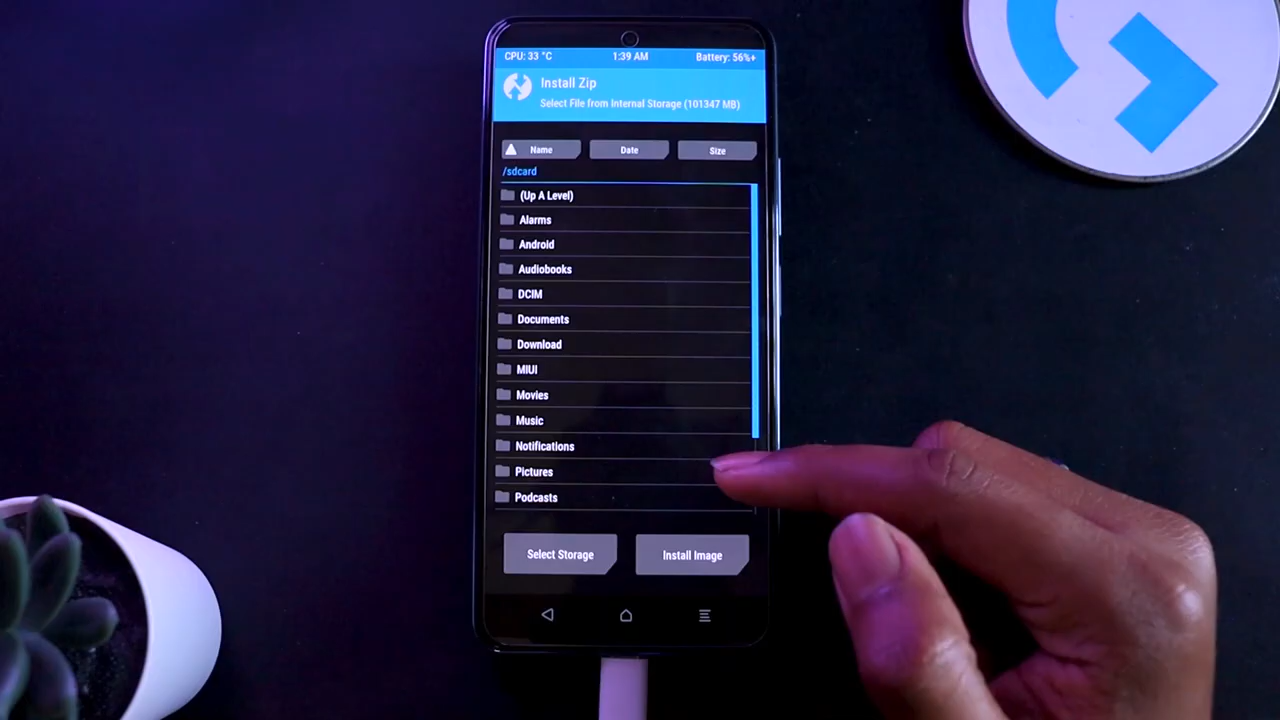 CPU: 33 °C 1:39 AM Battery: 56%+
Install Zip
Select File from Internal Storage (101347 MB)
Name Date Size
/sdcard
(Up A Level)
Alarms
Android
Audiobooks
DCIM
Documents
Download
MIUI
Movies
Music
Notifications
Pictures
Podcasts
Select Storage Install Image